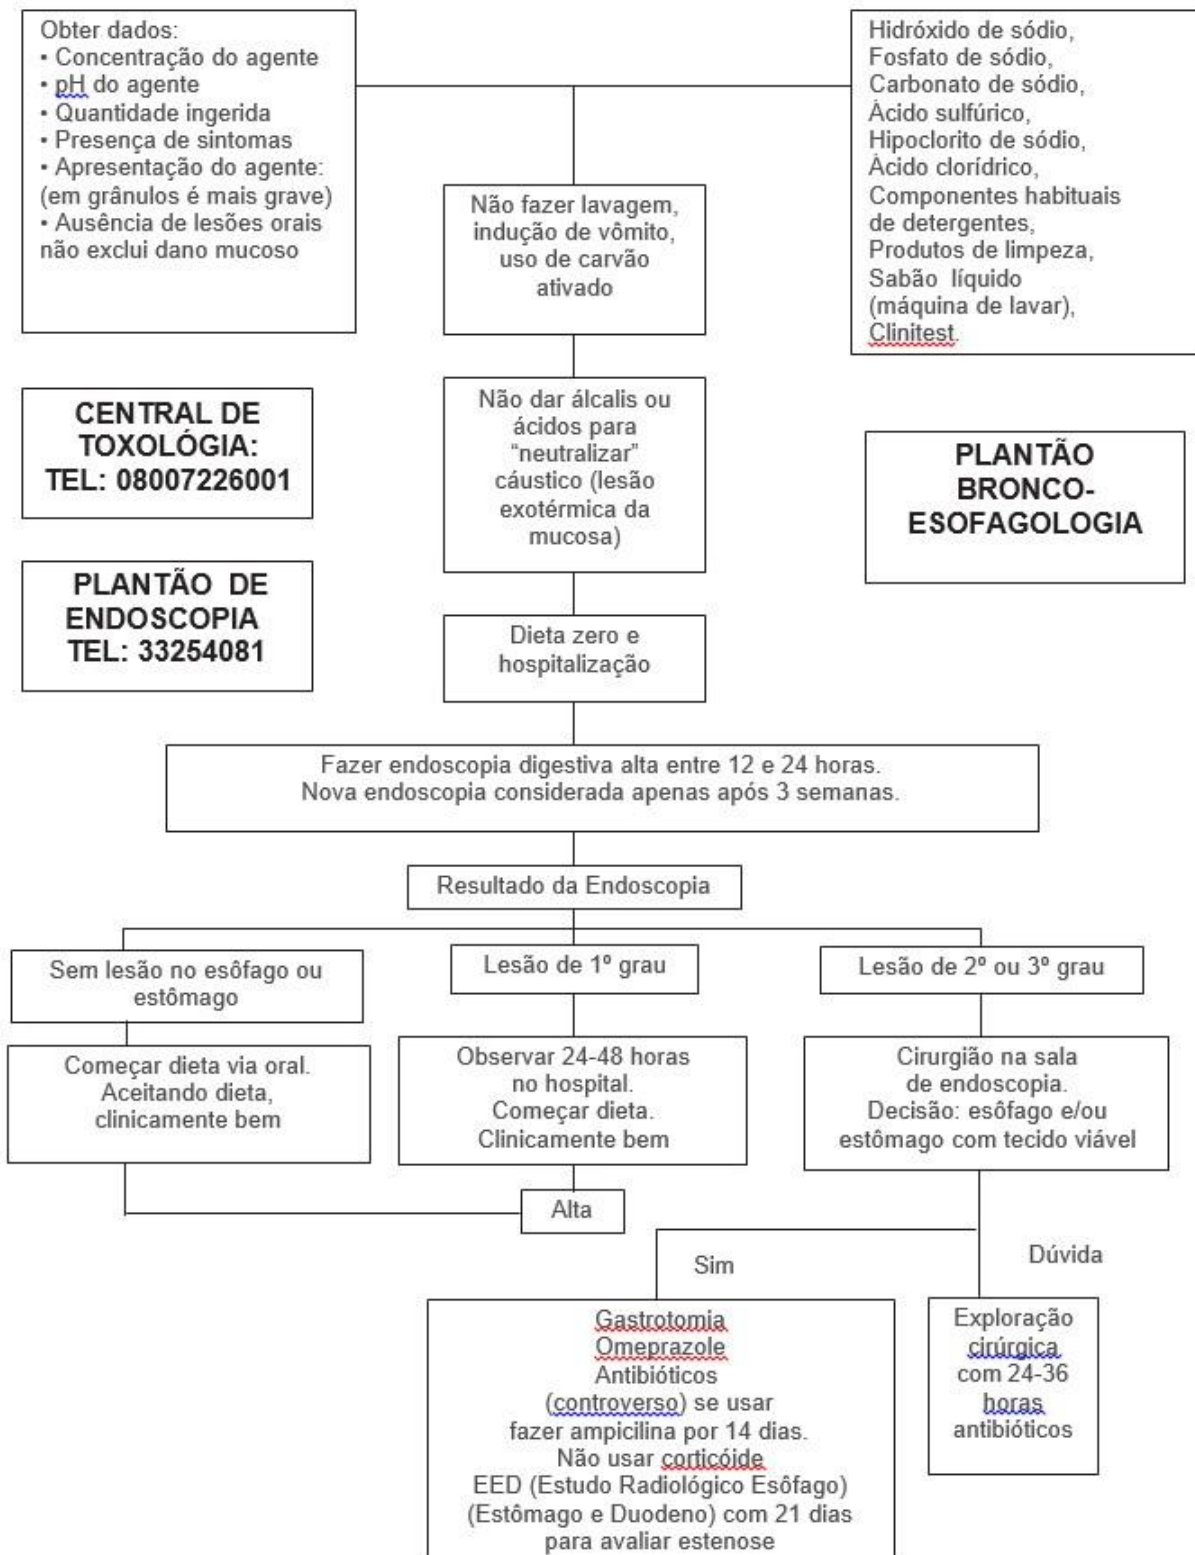 Obter dados:
• Concentração do agente
• pH do agente
• Quantidade ingerida
• Presença de sintomas
• Apresentação do agente:
(em grânulos é mais grave)
• Ausência de lesões orais
não exclui dano mucoso
Hidróxido de sódio,
Fosfato de sódio,
Carbonato de sódio,
Ácido sulfúrico,
Hipoclorito de sódio,
Ácido clorídrico,
Componentes habituais
de detergentes,
Produtos de limpeza,
Sabão líquido
(máquina de lavar),
Clinitest.
Não fazer lavagem,
indução de vômito,
uso de carvão
ativado
CENTRAL DE
TOXOLÓGIA:
TEL: 08007226001
Não dar álcalis ou
ácidos para
“neutralizar”
cáustico (lesão
exotérmica da
mucosa)
PLANTÃO
BRONCO-
ESOFAGOLOGIA
PLANTÃO DE
ENDOSCOPIA
TEL: 33254081
Dieta zero e
hospitalização
Fazer endoscopia digestiva alta entre 12 e 24 horas.
Nova endoscopia considerada apenas após 3 semanas.
Resultado da Endoscopia
Sem lesão no esôfago ou
estômago
Lesão de 1º grau
Lesão de 2º ou 3º grau
Começar dieta via oral.
Aceitando dieta,
clinicamente bem
Observar 24-48 horas
no hospital.
Começar dieta.
Clinicamente bem
Cirurgião na sala
de endoscopia.
Decisão: esôfago e/ou
estômago com tecido viável
Alta
Sim
Dúvida
Gastrotomia
Omeprazole
Antibióticos
(controverso) se usar
fazer ampicilina por 14 dias.
Não usar corticóide
EED (Estudo Radiológico Esôfago)
(Estômago e Duodeno) com 21 dias
para avaliar estenose
Exploração
cirúrgica
com 24-36
horas
antibióticos